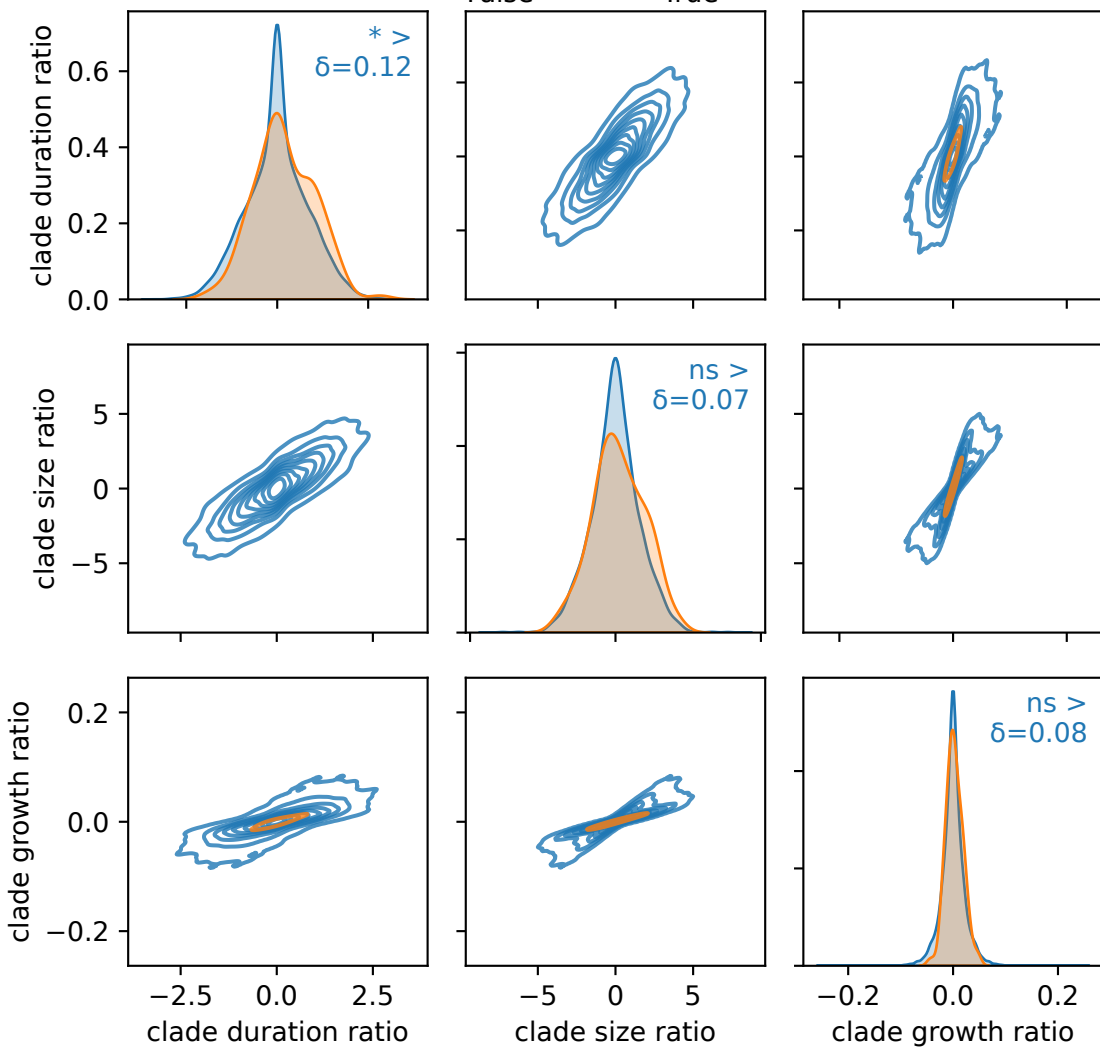 clade duration ratio
0.6
0.4
0.2
0.0
* >
δ=0.12
clade size ratio
5
0
−5
ns >
δ=0.07
clade growth ratio
0.2
0.0
−0.2
ns >
δ=0.08
−2.5 0.0 2.5
−5 0 5
−0.2 0.0 0.2
clade duration ratio
clade size ratio
clade growth ratio